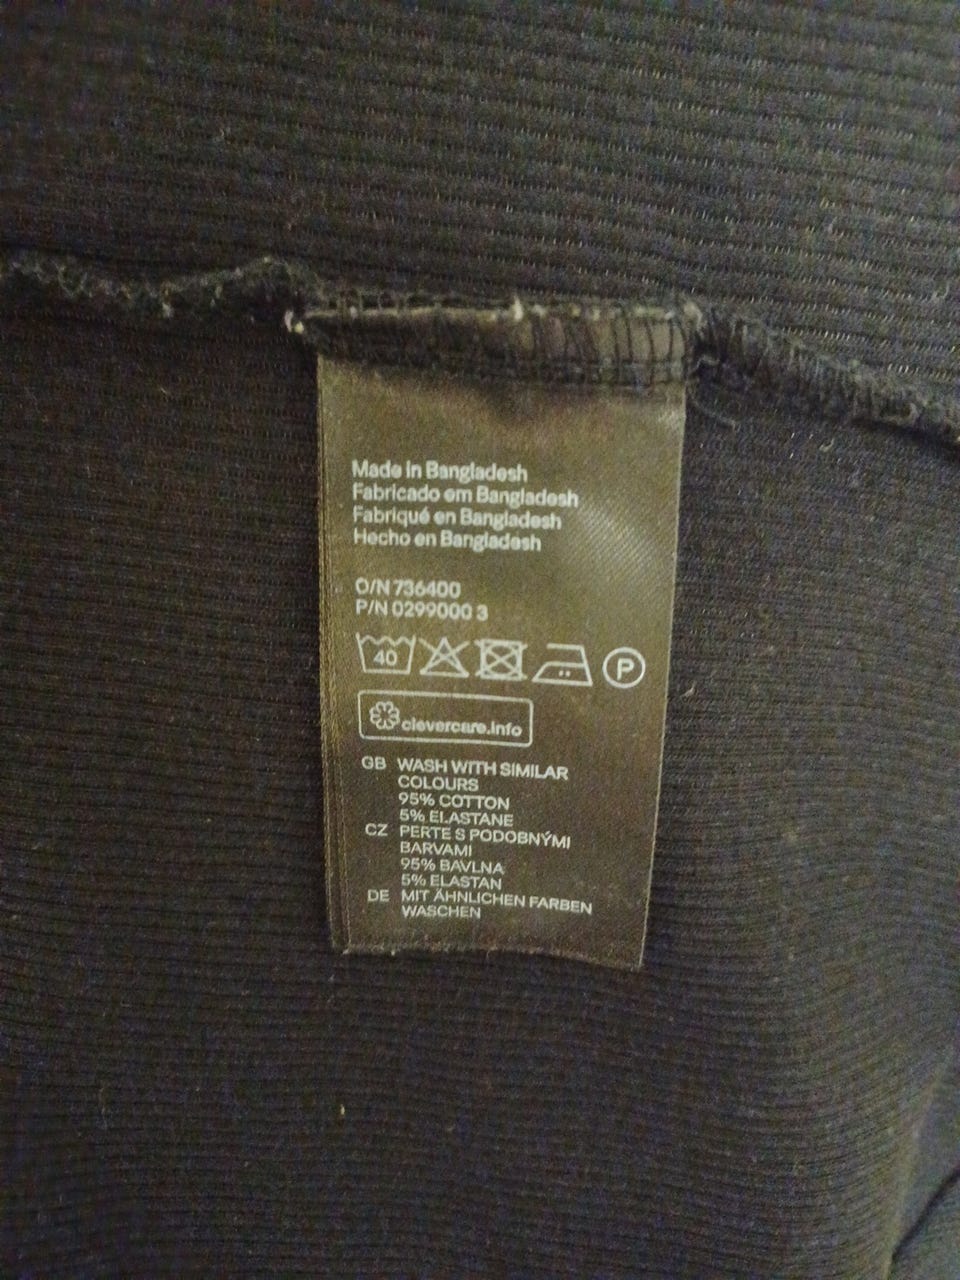 Made in Bangladesh
Fabricado em Bangladesh
Fabriqué en Bangladesh
Hecho en Bangladesh
O/N 736400
P/N 0299000 3
40 P
clevercare.info
GB WASH WITH SIMILAR
COLOURS
95% COTTON
5% ELASTANE
CZ PERTE S PODOBNÝMI
BARVAMI
95% BAVLNA
5% ELASTAN
DE MIT ÄHNLICHEN FARBEN
WASCHEN